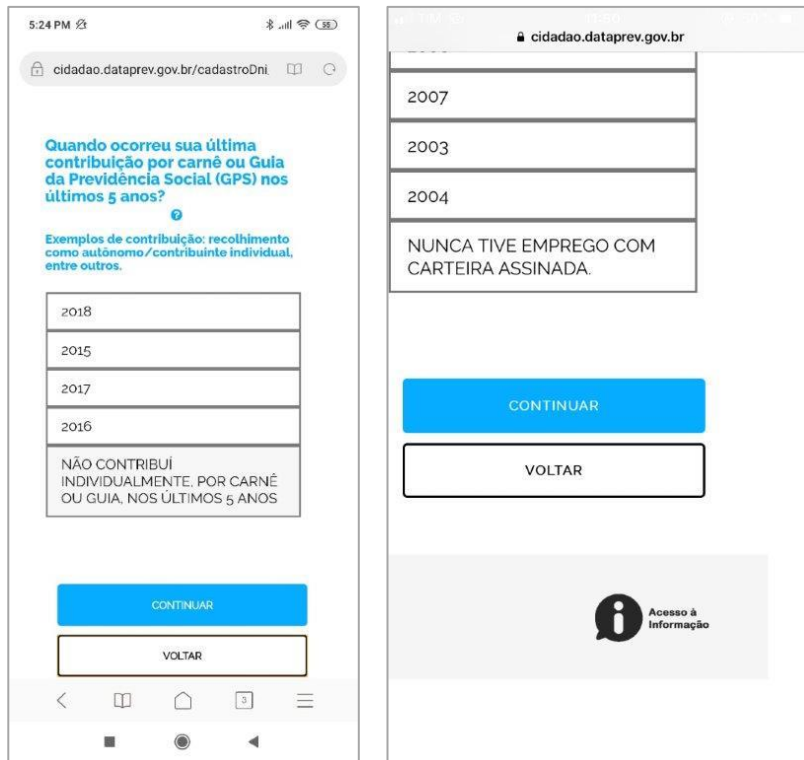 5:24 PM
55
cidadao.dataprev.gov.br/cadastroDni
Quando ocorreu sua última
contribuição por carnê ou Guia
da Previdência Social (GPS) nos
últimos 5 anos?
?
Exemplos de contribuição: recolhimento
como autônomo/contribuinte individual,
entre outros.
2018
2015
2017
2016
NÃO CONTRIBUÍ
INDIVIDUALMENTE, POR CARNÊ
OU GUIA, NOS ÚLTIMOS 5 ANOS
CONTINUAR
VOLTAR
3
cidadao.dataprev.gov.br
2007
2003
2004
NUNCA TIVE EMPREGO COM
CARTEIRA ASSINADA.
CONTINUAR
VOLTAR
Acesso à
Informação